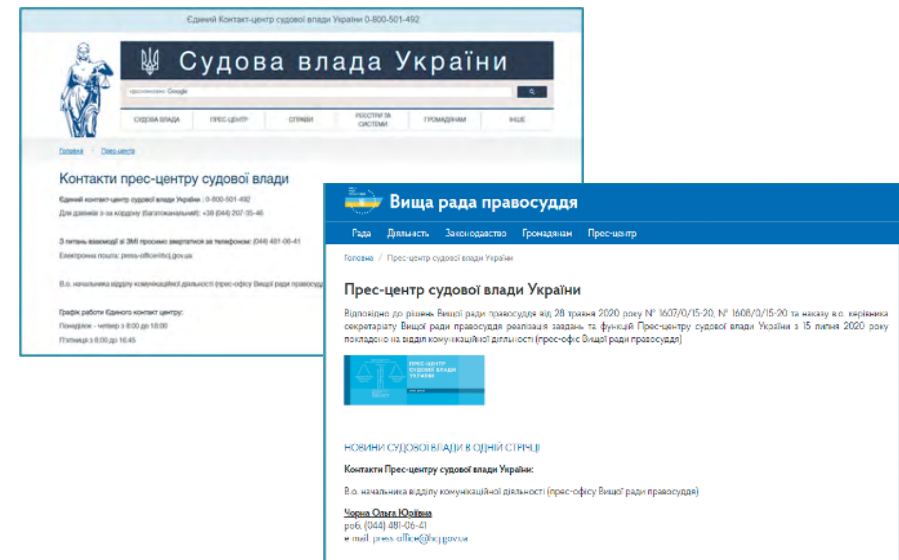 Єдиний Контакт-центр судової влади України 0-800-501-492
Судова влада України
Google
СУДОВА ВЛАДА
ПРЕС-ЦЕНТР
СПРАВИ
РЕЄСТРИ ТА
СИСТЕМИ
ГРОМАДЯНАМ
ІНШЕ
Головна Прес-центр
Контакти прес-центру судової влади
Єдиний контакт-центр судової влади України : 0-800-501-492
Для дзвінків з-за кордону (багатоканальний): +38 (044) 207-35-46
З питань взаємодії зі ЗМІ просимо звертатися за телефоном: (044) 481-06-41
Електронна пошта: press-office@hcj.gov.ua
В.о. начальника відділу комунікаційної діяльності (прес-офісу Вищої ради правосуд
Графік работи Єдиного контакт центру:
Понеділок - четвер з 8:00 до 18:00
П'ятниця з 8:00 до 16:45
Вища рада правосуддя
Рада Діяльність Законодавство Громадянам Прес-центр
Головна / Прес-центр судової влади України
Прес-центр судової влади України
Відповідно до рішень Вищої ради правосуддя від 28 травня 2020 року № 1607/0/15-20, № 1608/0/15-20 та наказу в.о. керівника
секретаріату Вищої ради правосуддя реалізація завдань та функцій Прес-центру судової влади України з 15 липня 2020 року
покладено на відділ комунікаційної діяльності (прес-офіс Вищої ради правосуддя)
ПРЕС-ЦЕНТР
СУДОВОЇ ВЛАДИ
УКРАЇНИ
НОВИНИ СУДОВОЇ ВЛАДИ В ОДНІЙ СТРІЧЦІ
Контакти Прес-центру судової влади України:
В.о. начальника відділу комунікаційної діяльності (прес-офісу Вищої ради правосуддя)
Чорна Ольга Юріївна
роб. (044) 481-06-41
e-mail: press-office@hcj.gov.ua